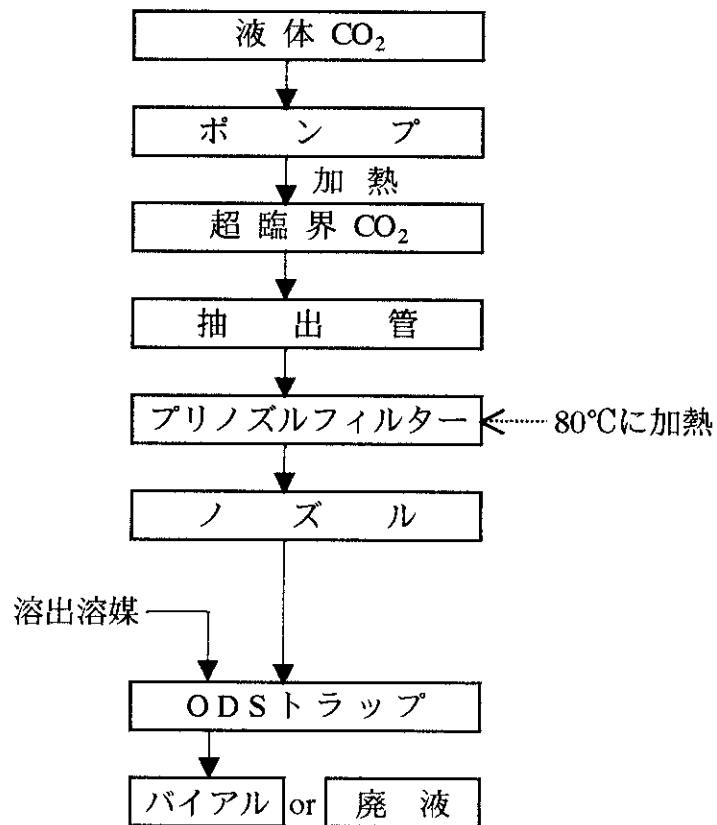 液体 CO₂
ポンプ
加熱
超臨界 CO₂
抽出管
プリノズルフィルター
80℃に加熱
ノズル
溶出溶媒
ODSトラップ
バイアル or 廃液